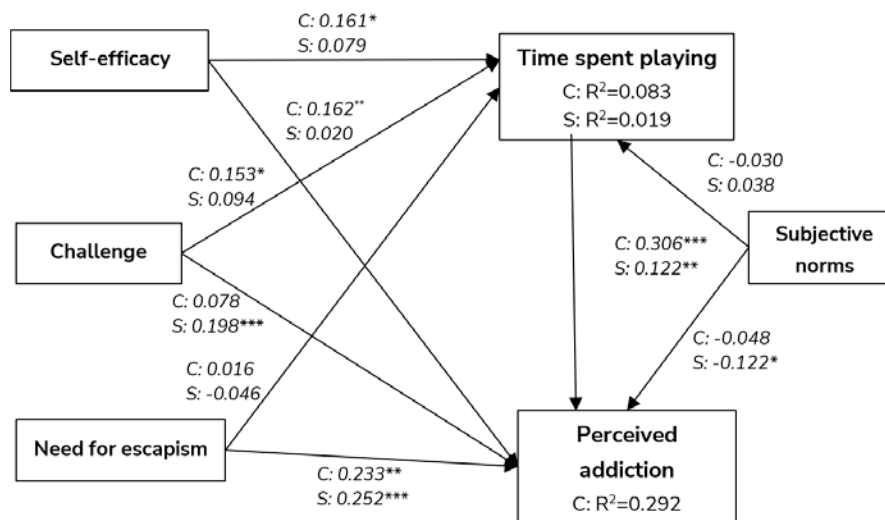 C: 0.161*
S: 0.079
Self-efficacy
Time spent playing
C: R²=0.083
S: R²=0.019
C: 0.162**
S: 0.020
C: -0.030
S: 0.038
C: 0.153*
S: 0.094
Challenge
C: 0.306***
S: 0.122**
Subjective
norms
C: 0.078
S: 0.198***
C: -0.048
S: -0.122*
C: 0.016
S: -0.046
Need for escapism
Perceived
addiction
C: R²=0.292
C: 0.233**
S: 0.252***